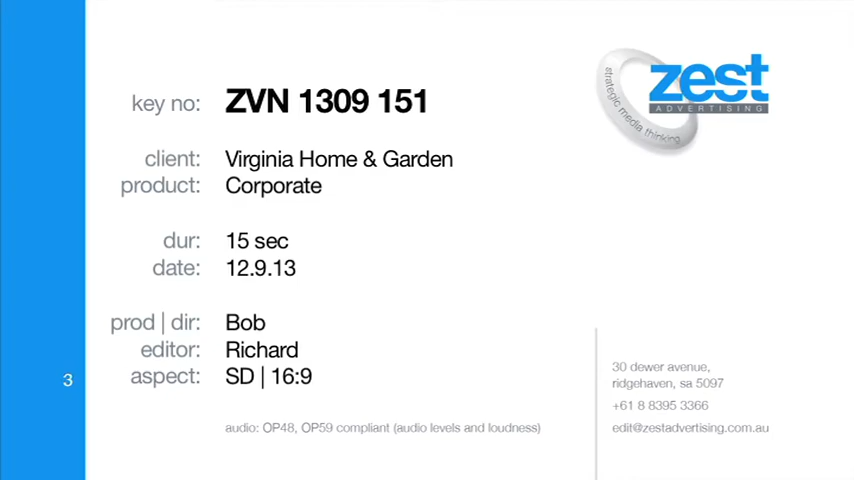 key no: ZVN 1309 151
client: Virginia Home & Garden
product: Corporate
dur: 15 sec
date: 12.9.13
prod | dir: Bob
editor: Richard
aspect: SD | 16:9
3
audio: OP48, OP59 compliant (audio levels and loudness)
strategic media thinking
zest
ADVERTISING
30 dewer avenue,
ridgehaven, sa 5097
+61 8 8395 3366
edit@zestadvertising.com.au